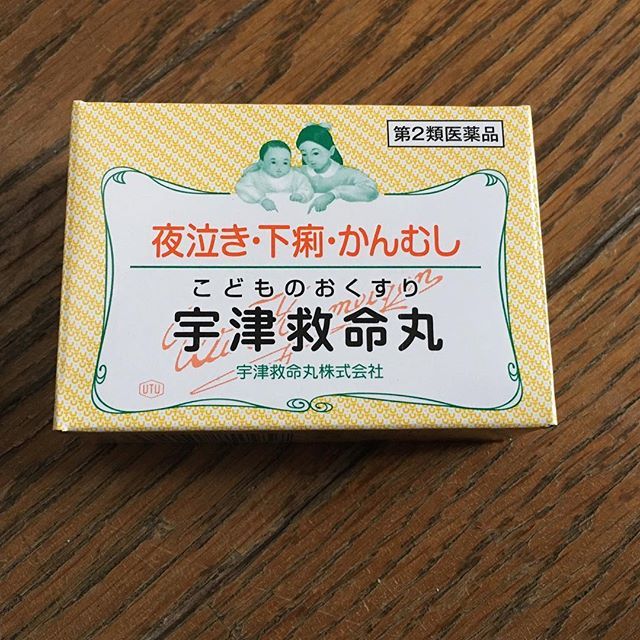 第2類医薬品
夜泣き・下痢・かんむし
こどものおくすり
宇津救命丸
宇津救命丸株式会社
UTU